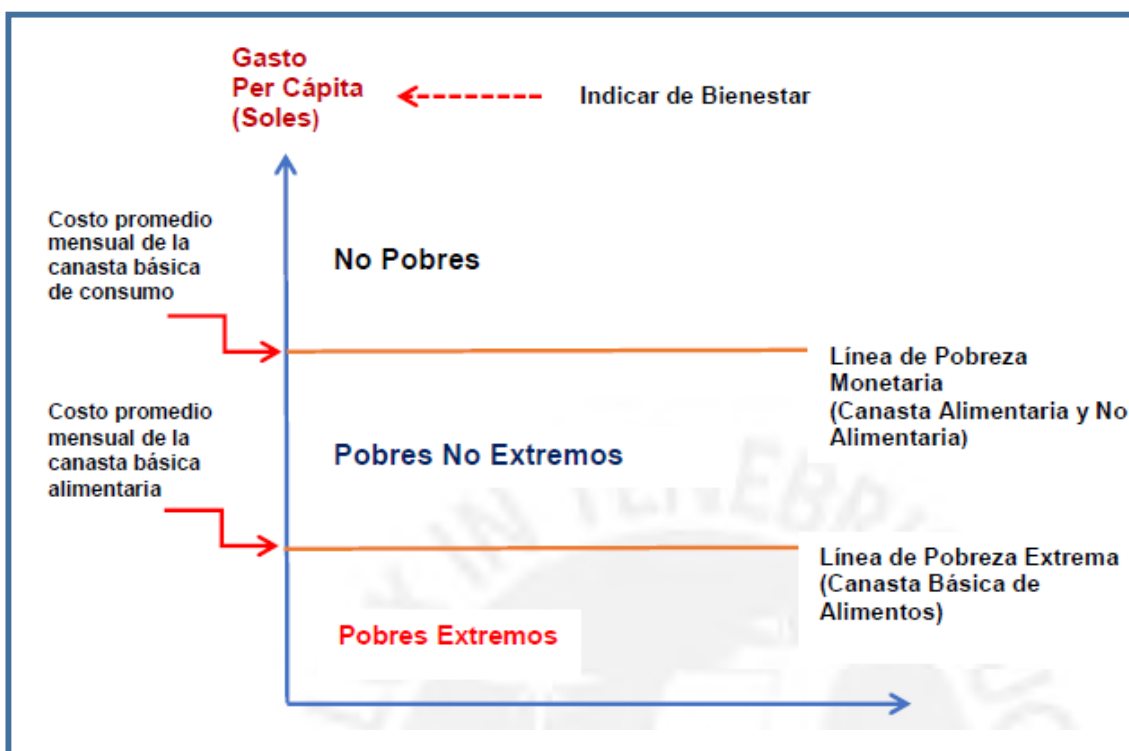 Gasto
Per Cápita
(Soles)
Indicar de Bienestar
Costo promedio
mensual de la
canasta básica
de consumo
No Pobres
Línea de Pobreza
Monetaria
(Canasta Alimentaria y No
Alimentaria)
Costo promedio
mensual de la
canasta básica
alimentaria
Pobres No Extremos
Línea de Pobreza Extrema
(Canasta Básica de
Alimentos)
Pobres Extremos
IN TENEBRI